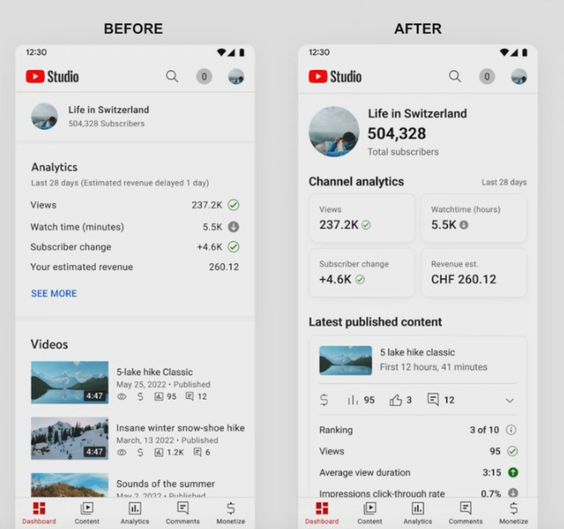 BEFORE
12:30
Studio
0
Life in Switzerland
504,328 Subscribers
Analytics
Last 28 days (Estimated revenue delayed 1 day)
Views 237.2K
Watch time (minutes) 5.5K
Subscriber change +4.6K
Your estimated revenue 260.12
SEE MORE
Videos
4:47
5-lake hike Classic
May 25, 2022 • Published
$ 95 12
4:47
Insane winter snow-shoe hike
March, 13 2022 • Published
$ 1.2K 6
Sounds of the summer
May 2, 2022 • Published
Dashboard Content Analytics Comments Monetize
AFTER
12:30
Studio
0
Life in Switzerland
504,328
Total subscribers
Channel analytics Last 28 days
Views Watchtime (hours)
237.2K 5.5K
Subscriber change Revenue est.
+4.6K CHF 260.12
Latest published content
5 lake hike classic
First 12 hours, 41 minutes
$ 95 3 12
Ranking 3 of 10
Views 95
Average view duration 3:15
Impressions click-through rate 0.7%
Dashboard Content Analytics Comments Monetize